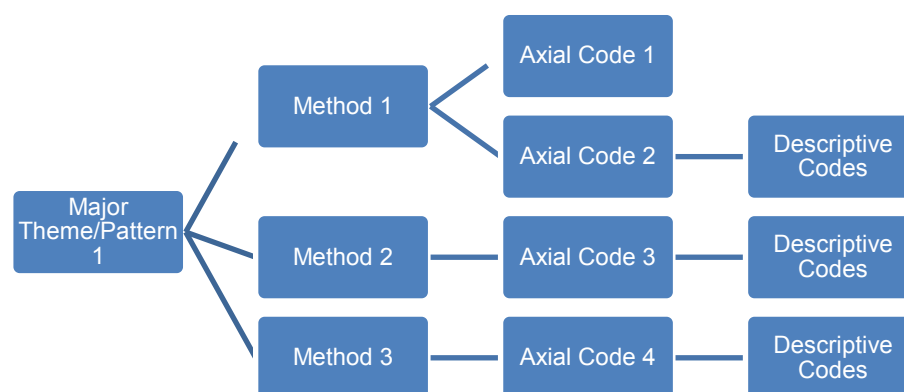 Axial Code 1
Method 1
Axial Code 2
Descriptive
Codes
Major
Theme/Pattern
1
Method 2
Axial Code 3
Descriptive
Codes
Method 3
Axial Code 4
Descriptive
Codes